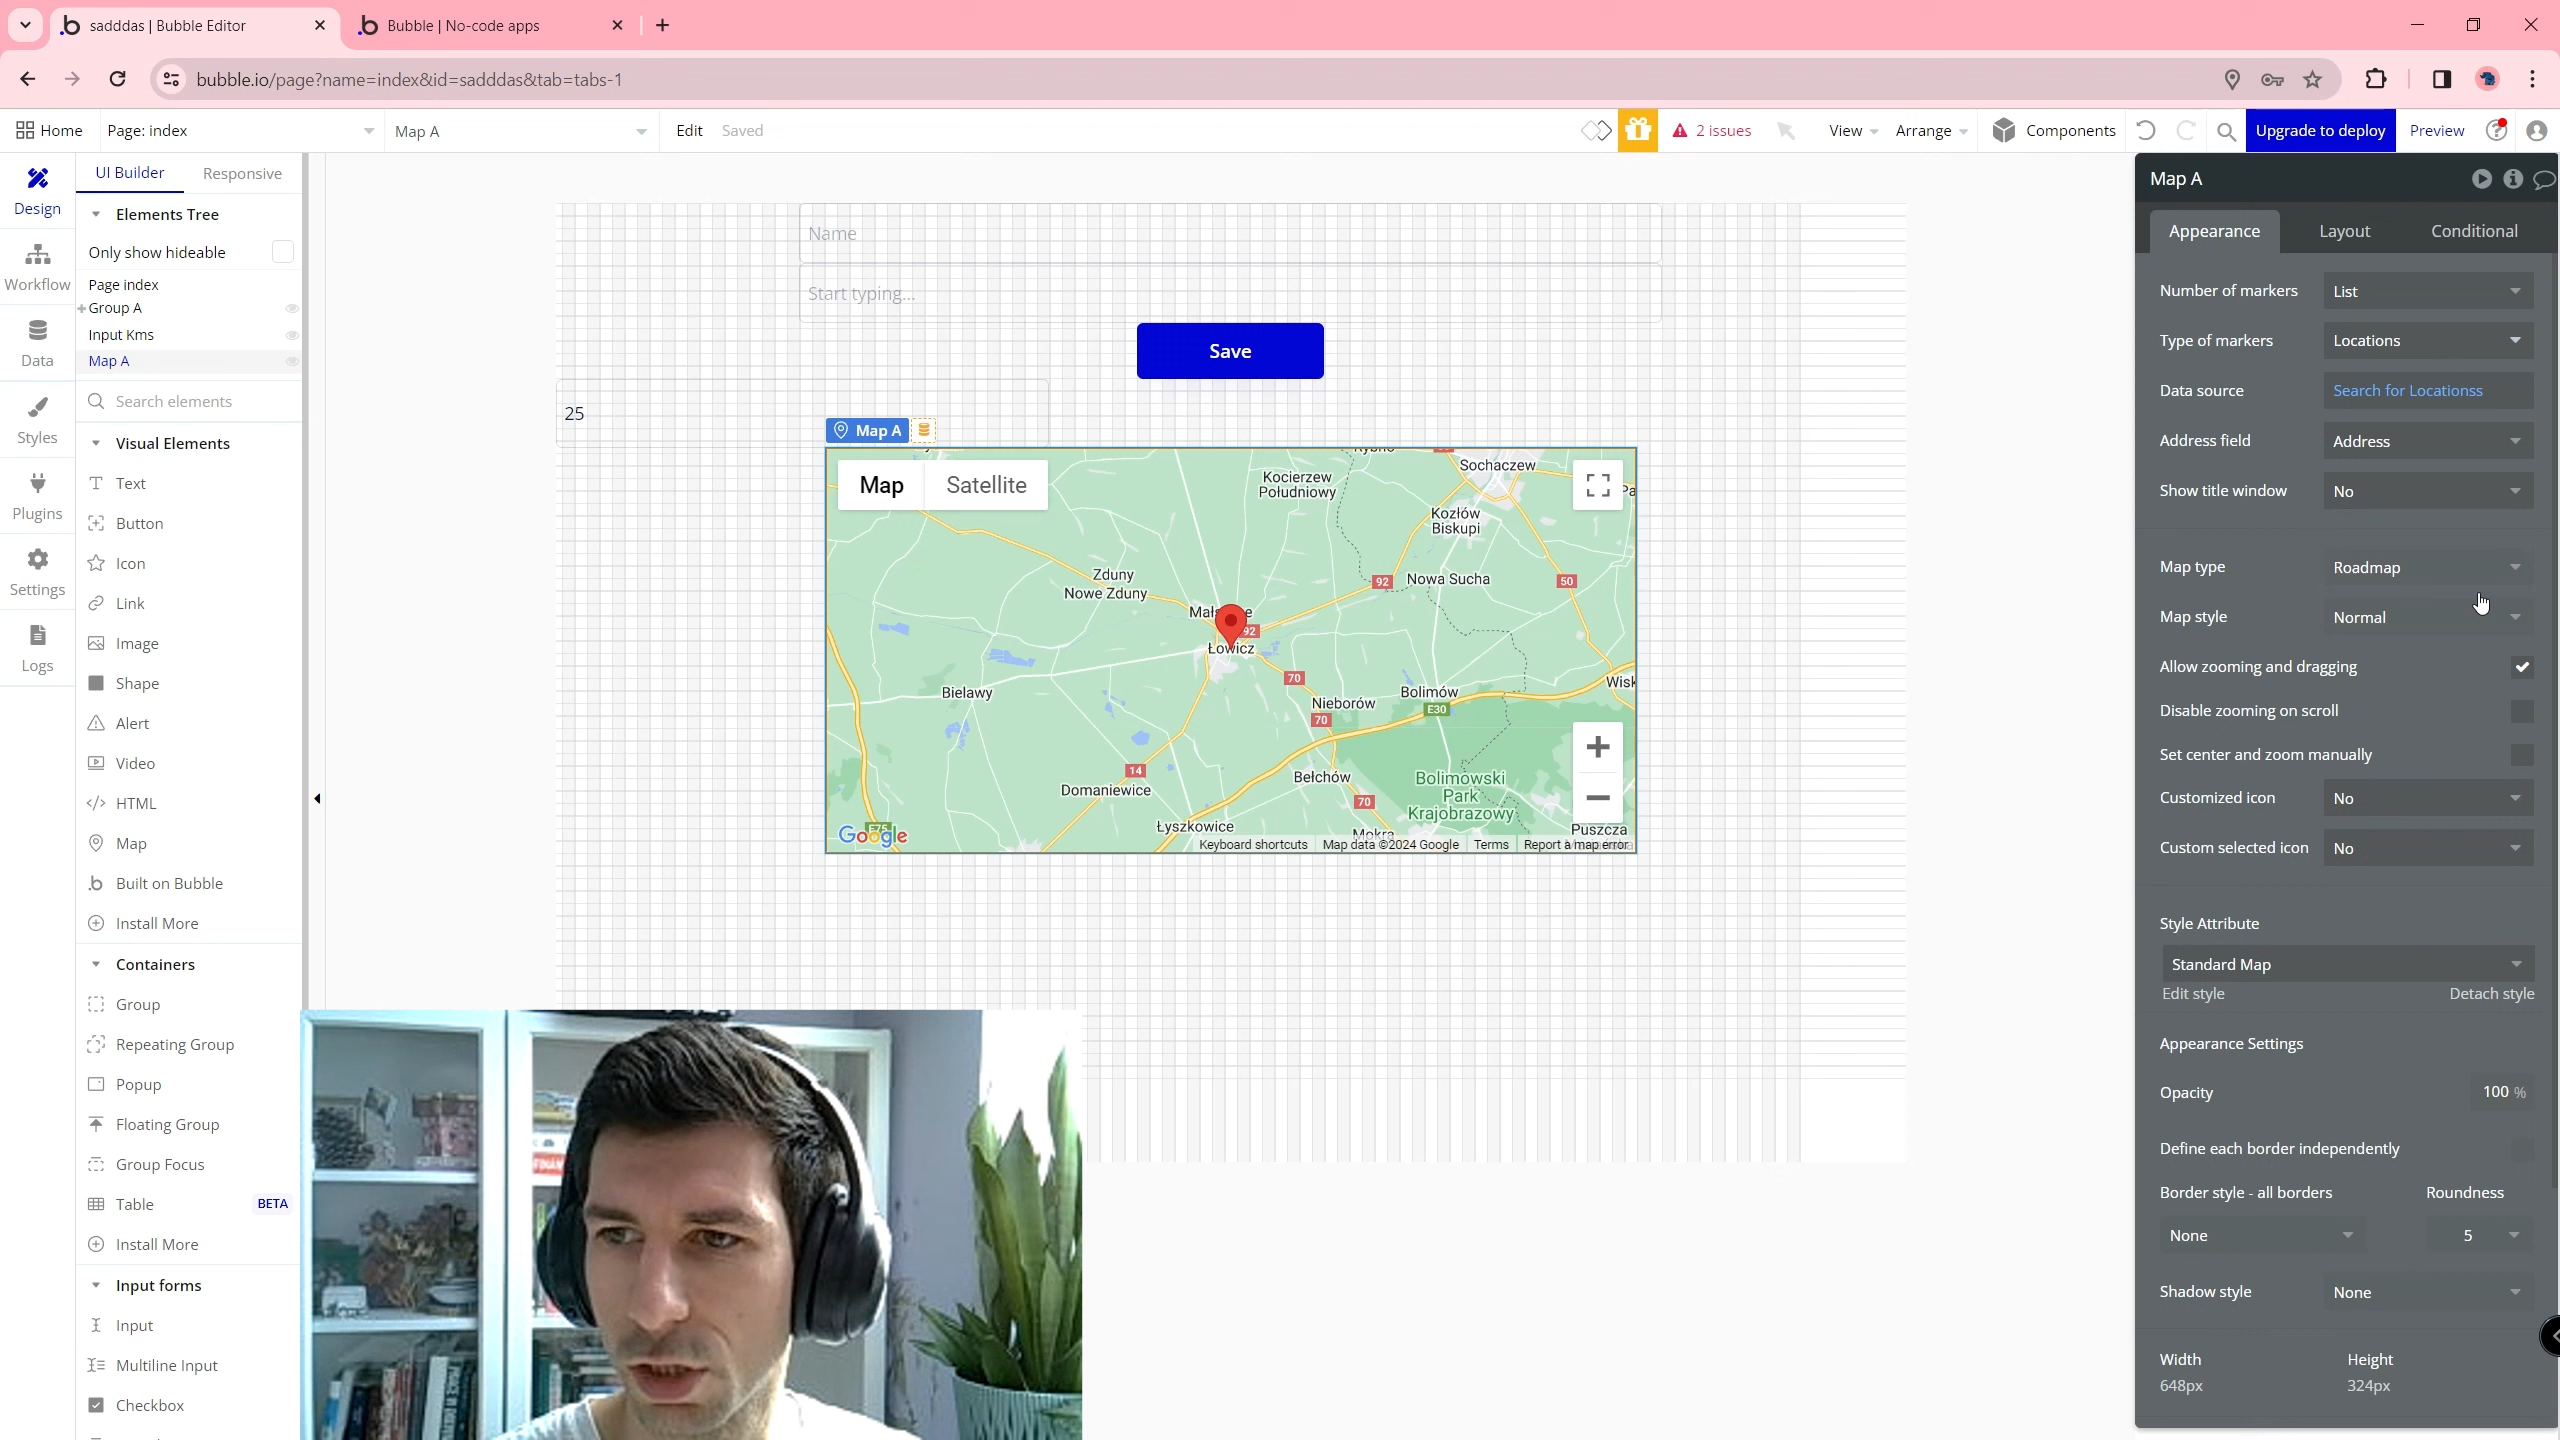 sadddas | Bubble Editor
Bubble | No-code apps
bubble.io/page?name=index&id=sadddas&tab=tabs-1
Home
Page: index
Map A
Edit
Saved
2 issues
View
Arrange
Components
Upgrade to deploy
Preview
Design
Workflow
Data
Styles
Plugins
Settings
Logs
UI Builder
Responsive
Elements Tree
Only show hideable
Page index
Group A
Input Kms
Map A
Search elements
Visual Elements
Text
Button
Icon
Link
Image
Shape
Alert
Video
HTML
Map
Built on Bubble
Install More
Containers
Group
Repeating Group
Popup
Floating Group
Group Focus
Table BETA
Install More
Input forms
Input
Multiline Input
Checkbox
Name
Start typing...
Save
25
Map A
Map Satellite
Sochaczew
Kocierzew
Południowy
Kozłów
Biskupi
Zduny
Nowe Zduny
92
Nowa Sucha
50
92
Łowicz
70
Bielawy
Nieborów
Bolimów
70
E30
14
Domaniewice
Bełchów
70
Bolimowski
Park
Krajobrazowy
Łyszkowice
Mokra
Puszcza
Google
Keyboard shortcuts
Map data ©2024 Google
Terms
Report a map error
Map A
Appearance
Layout
Conditional
Number of markers List
Type of markers Locations
Data source Search for Locationss
Address field Address
Show title window No
Map type Roadmap
Map style Normal
Allow zooming and dragging
Disable zooming on scroll
Set center and zoom manually
Customized icon No
Custom selected icon No
Style Attribute
Standard Map
Edit style Detach style
Appearance Settings
Opacity 100 %
Define each border independently
Border style - all borders Roundness
None 5
Shadow style None
Width Height
648px 324px